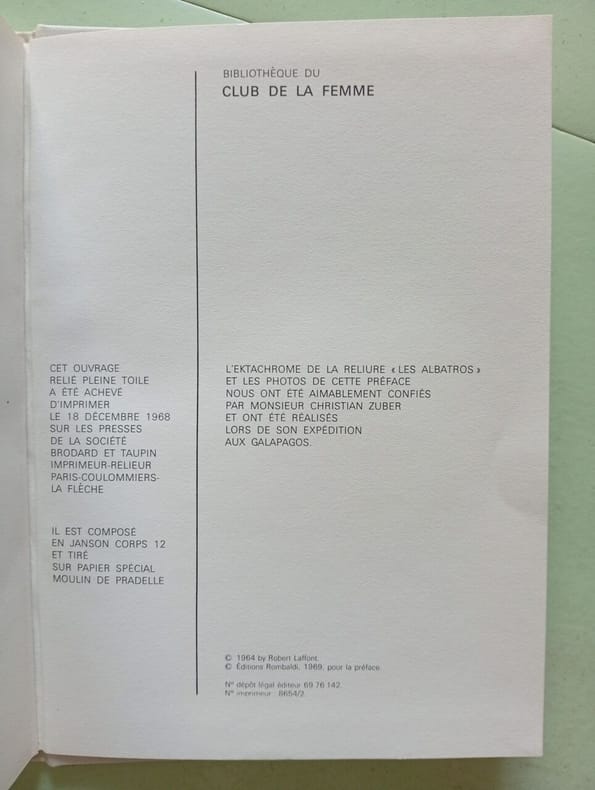 BIBLIOTHÈQUE DU
CLUB DE LA FEMME
CET OUVRAGE
RELIÉ PLEINE TOILE
A ÉTÉ ACHEVÉ
D'IMPRIMER
LE 18 DÉCEMBRE 1968
SUR LES PRESSES
DE LA SOCIÉTÉ
BRODARD ET TAUPIN
IMPRIMEUR-RELIEUR
PARIS-COULOMMIERS-
LA FLÈCHE
IL EST COMPOSÉ
EN JANSON CORPS 12
ET TIRÉ
SUR PAPIER SPÉCIAL
MOULIN DE PRADELLE
L'EKTACHROME DE LA RELIURE « LES ALBATROS »
ET LES PHOTOS DE CETTE PRÉFACE
NOUS ONT ÉTÉ AIMABLEMENT CONFIÉS
PAR MONSIEUR CHRISTIAN ZUBER
ET ONT ÉTÉ RÉALISÉS
LORS DE SON EXPÉDITION
AUX GALAPAGOS.
© 1964 by Robert Laffont.
© Éditions Rombaldi, 1969, pour la préface.
N° dépôt légal éditeur 69 76 142.
N° imprimeur : 8654/2.